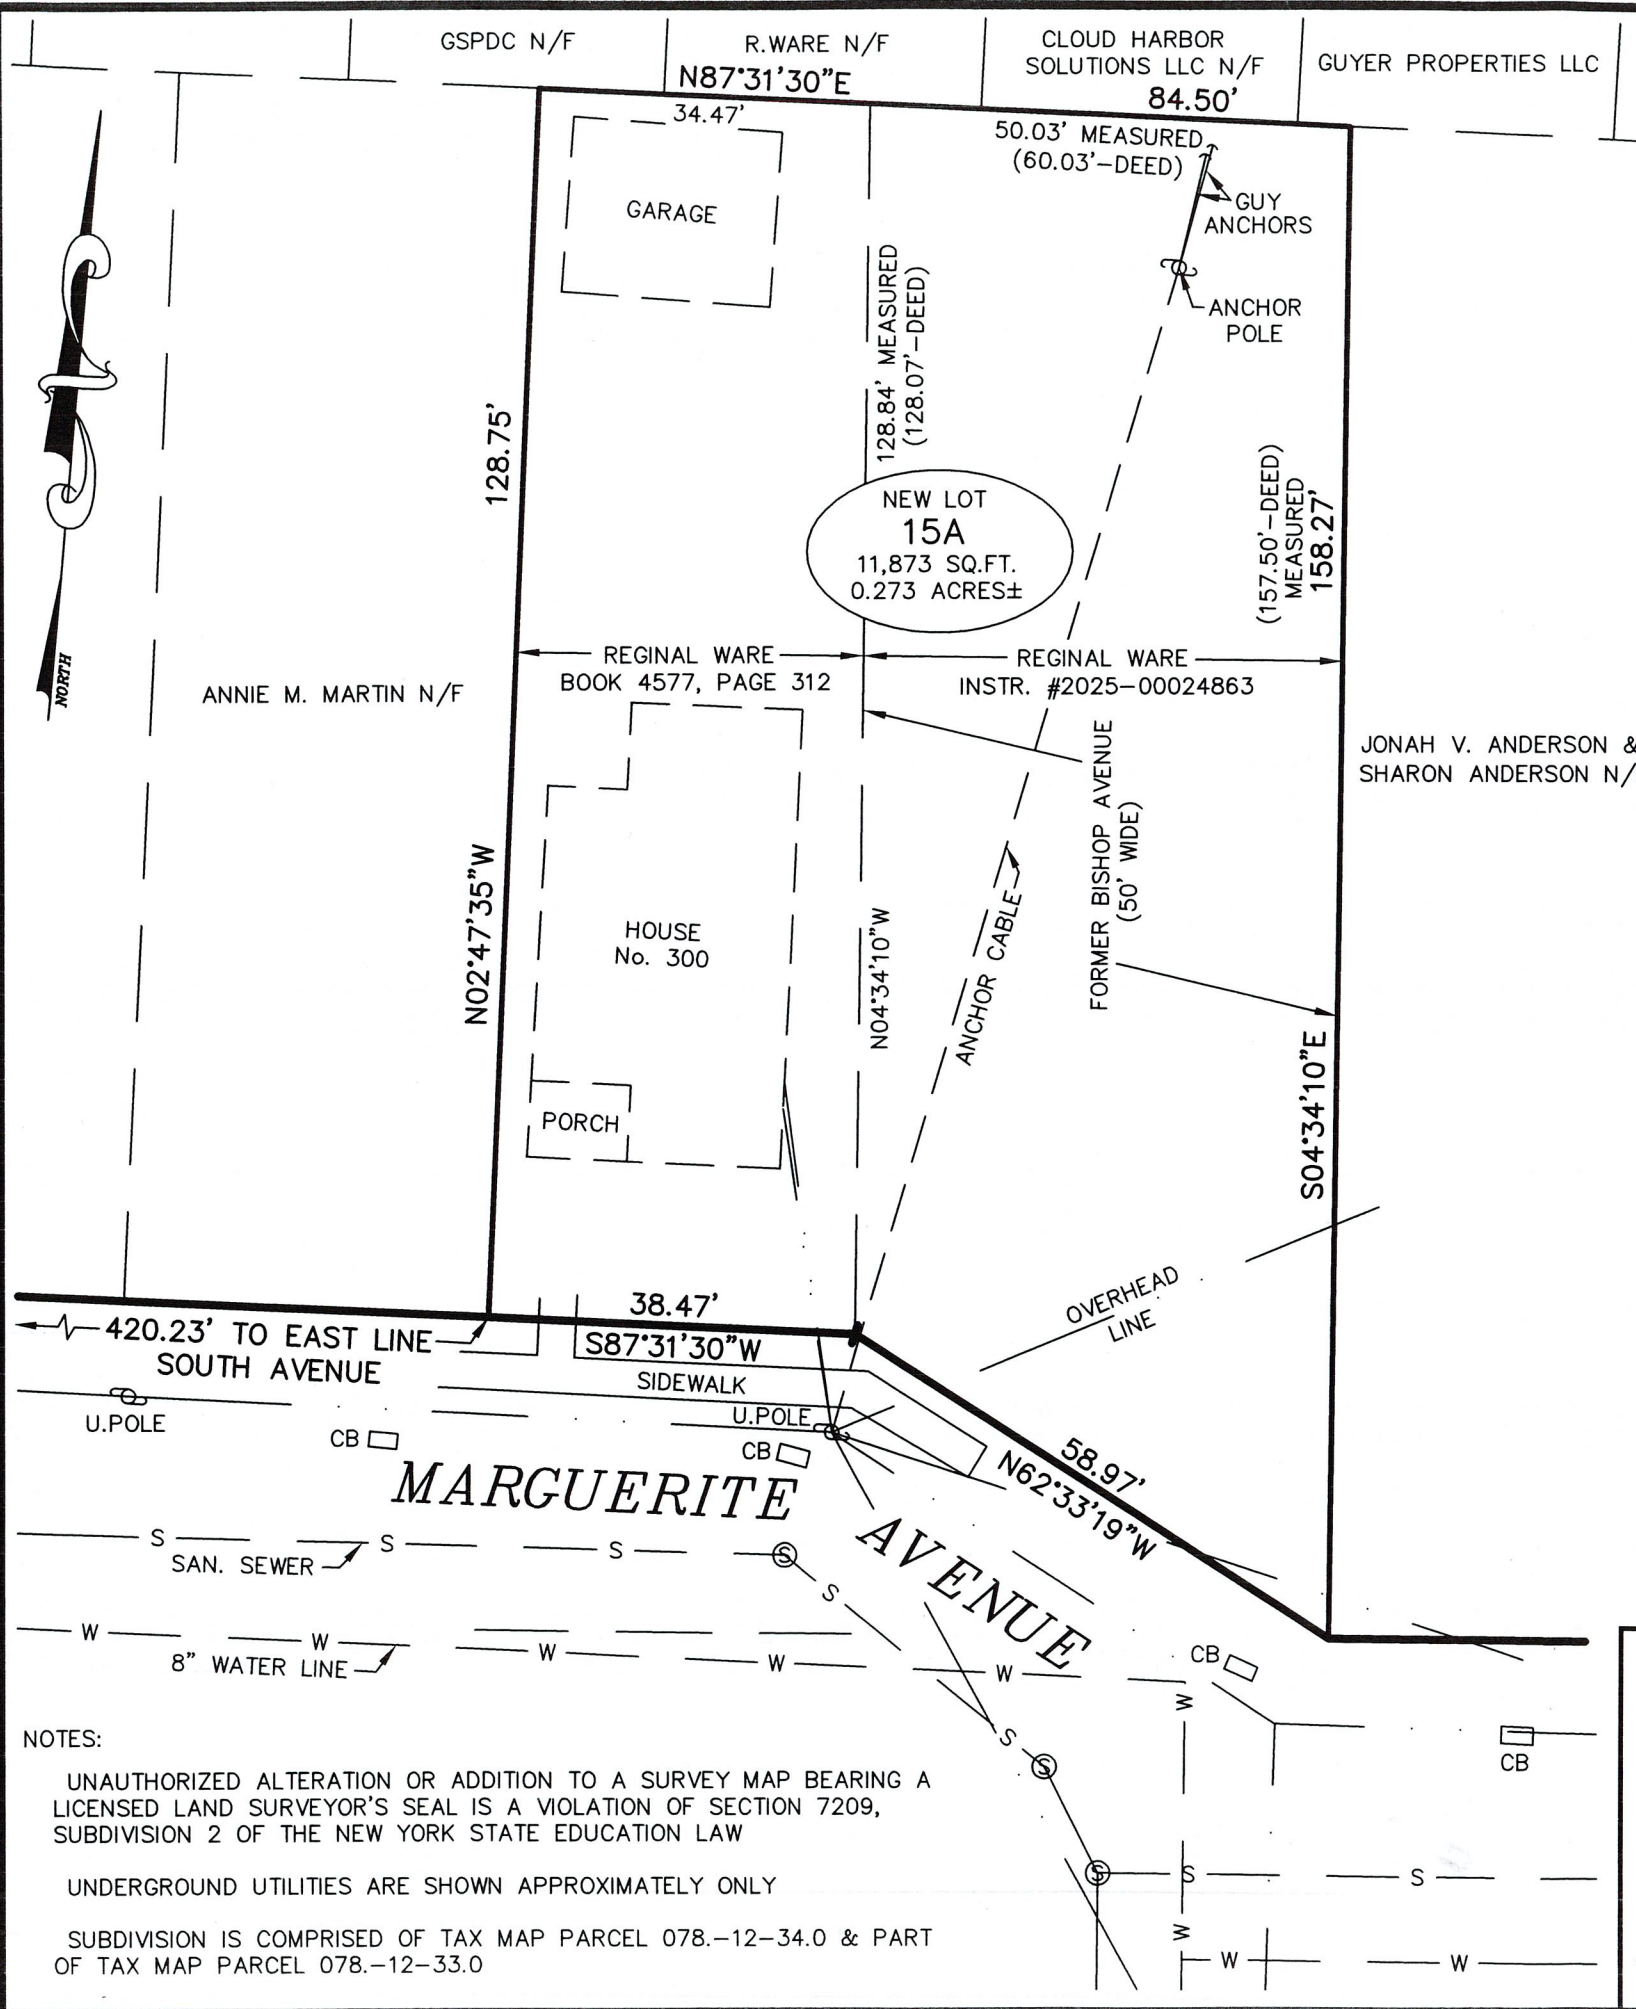 GSPDC N/F
R.WARE N/F
CLOUD HARBOR
SOLUTIONS LLC N/F
GUYER PROPERTIES LLC
N87°31'30"E
84.50'
34.47'
50.03' MEASURED
(60.03'-DEED)
GARAGE
GUY
ANCHORS
ANCHOR
POLE
128.84' MEASURED
(128.07'-DEED)
128.75'
(157.50'-DEED)
MEASURED
158.27'
NEW LOT
15A
11,873 SQ.FT.
0.273 ACRES±
NORTH
REGINAL WARE
BOOK 4577, PAGE 312
REGINAL WARE
INSTR. #2025-00024863
ANNIE M. MARTIN N/F
JONAH V. ANDERSON &
SHARON ANDERSON N/
FORMER BISHOP AVENUE
(50' WIDE)
N02°47'35"W
HOUSE
No. 300
N04°34'10"W
ANCHOR CABLE
S04°34'10"E
PORCH
OVERHEAD
LINE
38.47'
420.23' TO EAST LINE
SOUTH AVENUE
S87°31'30"W
SIDEWALK
U.POLE
U.POLE
CB
CB
58.97'
N62°33'19"W
MARGUERITE
AVENUE
S
S
S
S
S
SAN. SEWER
W
W
W
W
W
8" WATER LINE
CB
W
S
S
CB
NOTES:
UNAUTHORIZED ALTERATION OR ADDITION TO A SURVEY MAP BEARING A
LICENSED LAND SURVEYOR'S SEAL IS A VIOLATION OF SECTION 7209,
SUBDIVISION 2 OF THE NEW YORK STATE EDUCATION LAW
UNDERGROUND UTILITIES ARE SHOWN APPROXIMATELY ONLY
S
S
S
SUBDIVISION IS COMPRISED OF TAX MAP PARCEL 078.-12-34.0 & PART
OF TAX MAP PARCEL 078.-12-33.0
W
W
W